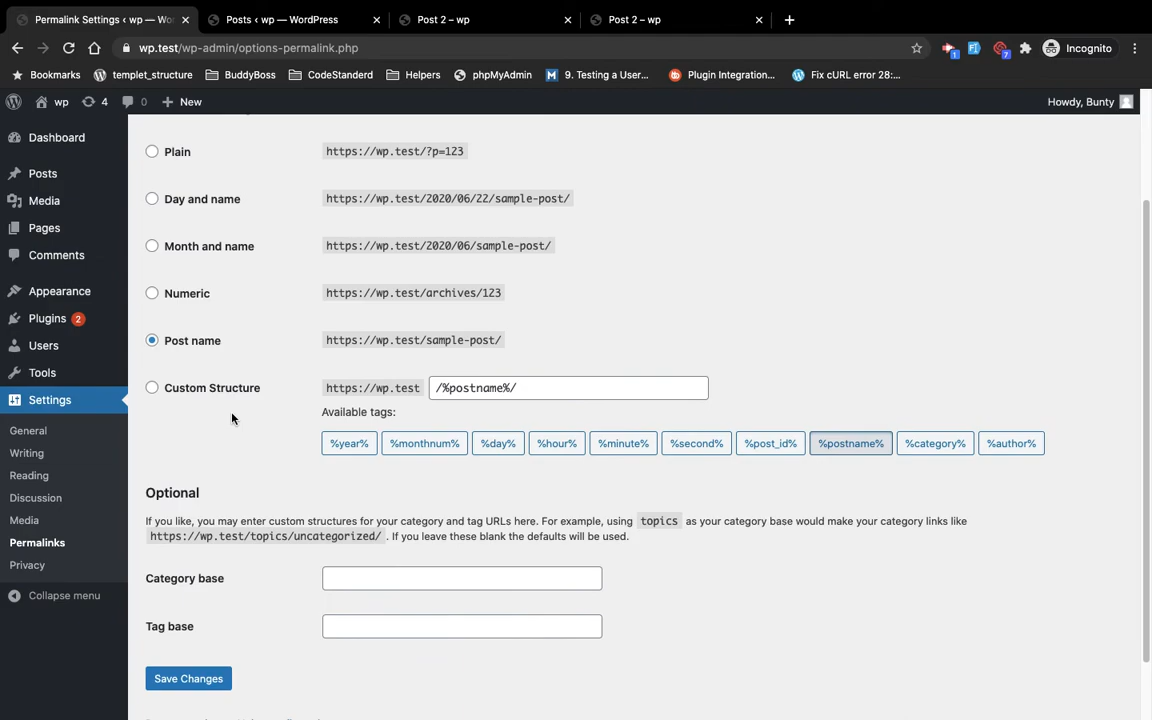 Permalink Settings ‹ wp — Wo
Posts ‹ wp — WordPress
Post 2 – wp
Post 2 – wp
wp.test/wp-admin/options-permalink.php
1
7
Incognito
Bookmarks
templet_structure
BuddyBoss
CodeStanderd
Helpers
phpMyAdmin
9. Testing a User...
Plugin Integration...
Fix cURL error 28:...
wp
4
0
New
Howdy, Bunty
Dashboard
Posts
Media
Pages
Comments
Appearance
Plugins 2
Users
Tools
Settings
General
Writing
Reading
Discussion
Media
Permalinks
Privacy
Collapse menu
Plain https://wp.test/?p=123
Day and name https://wp.test/2020/06/22/sample-post/
Month and name https://wp.test/2020/06/sample-post/
Numeric https://wp.test/archives/123
Post name https://wp.test/sample-post/
Custom Structure https://wp.test /%postname%/
Available tags:
%year% %monthnum% %day% %hour% %minute% %second% %post_id% %postname% %category% %author%
Optional
If you like, you may enter custom structures for your category and tag URLs here. For example, using topics as your category base would make your category links like
https://wp.test/topics/uncategorized/ . If you leave these blank the defaults will be used.
Category base
Tag base
Save Changes